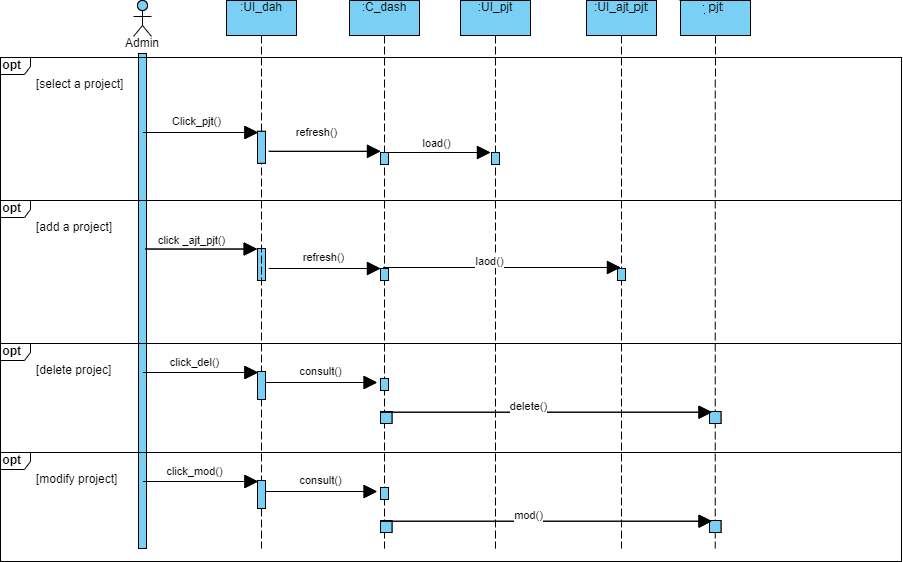 :UI_dah
:C_dash
:UI_pjt
:UI_ajt_pjt
: pjt
Admin
opt
[select a project]
Click_pjt()
refresh()
load()
opt
[add a project]
click _ajt_pjt()
refresh()
laod()
opt
[delete projec]
click_del()
consult()
delete()
opt
[modify project]
click_mod()
consult()
mod()